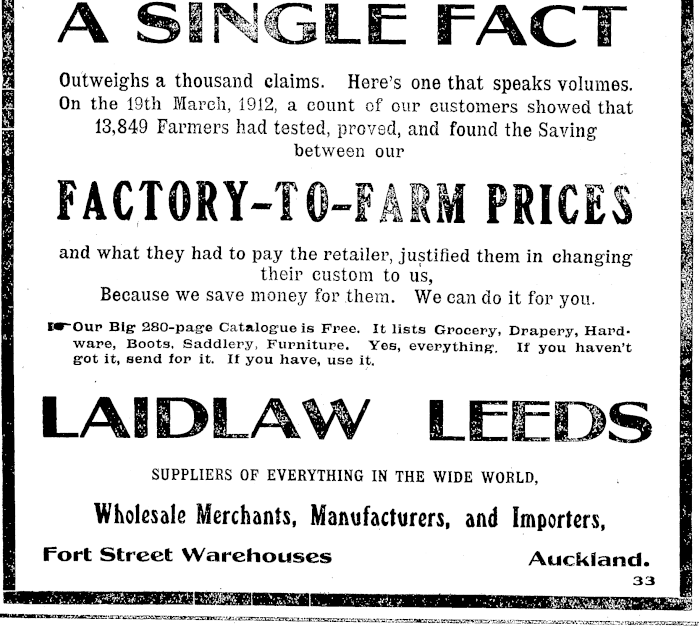 A SINGLE FACT
Outweighs a thousand claims. Here's one that speaks volumes.
On the 19th March, 1912, a count of our customers showed that
13,849 Farmers had tested, proved, and found the Saving
between our
FACTORY-TO-FARM PRICES
and what they had to pay the retailer, justified them in changing
their custom to us,
Because we save money for them. We can do it for you.
☛Our Big 280-page Catalogue is Free. It lists Grocery, Drapery, Hard-
ware, Boots, Saddlery, Furniture. Yes, everything. If you haven't
got it, send for it. If you have, use it.
LAIDLAW LEEDS
SUPPLIERS OF EVERYTHING IN THE WIDE WORLD,
Wholesale Merchants, Manufacturers, and Importers,
Fort Street Warehouses Auckland.
33